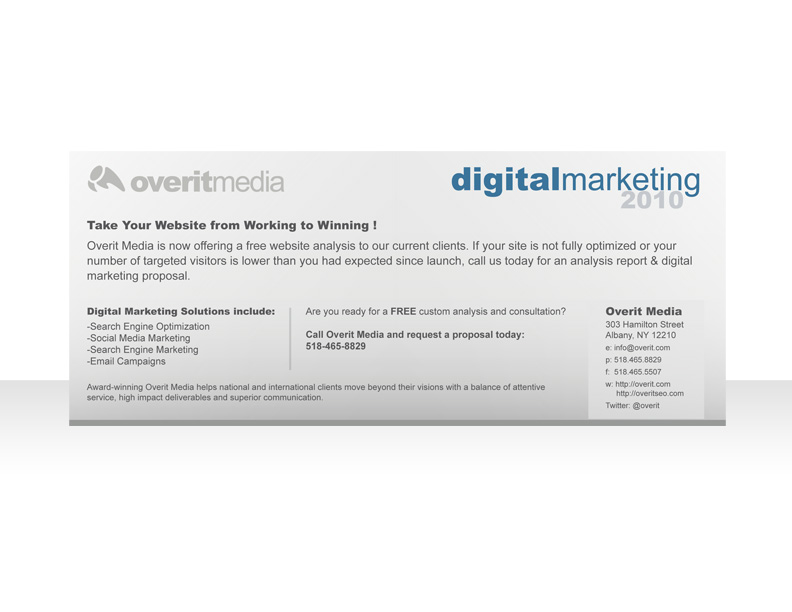 overitmedia
digitalmarketing
2010
Take Your Website from Working to Winning !
Overit Media is now offering a free website analysis to our current clients. If your site is not fully optimized or your
number of targeted visitors is lower than you had expected since launch, call us today for an analysis report & digital
marketing proposal.
Digital Marketing Solutions include:
-Search Engine Optimization
-Social Media Marketing
-Search Engine Marketing
-Email Campaigns
Are you ready for a FREE custom analysis and consultation?
Call Overit Media and request a proposal today:
518-465-8829
Award-winning Overit Media helps national and international clients move beyond their visions with a balance of attentive
service, high impact deliverables and superior communication.
Overit Media
303 Hamilton Street
Albany, NY 12210
e: info@overit.com
p: 518.465.8829
f: 518.465.5507
w: http://overit.com
http://overitseo.com
Twitter: @overit